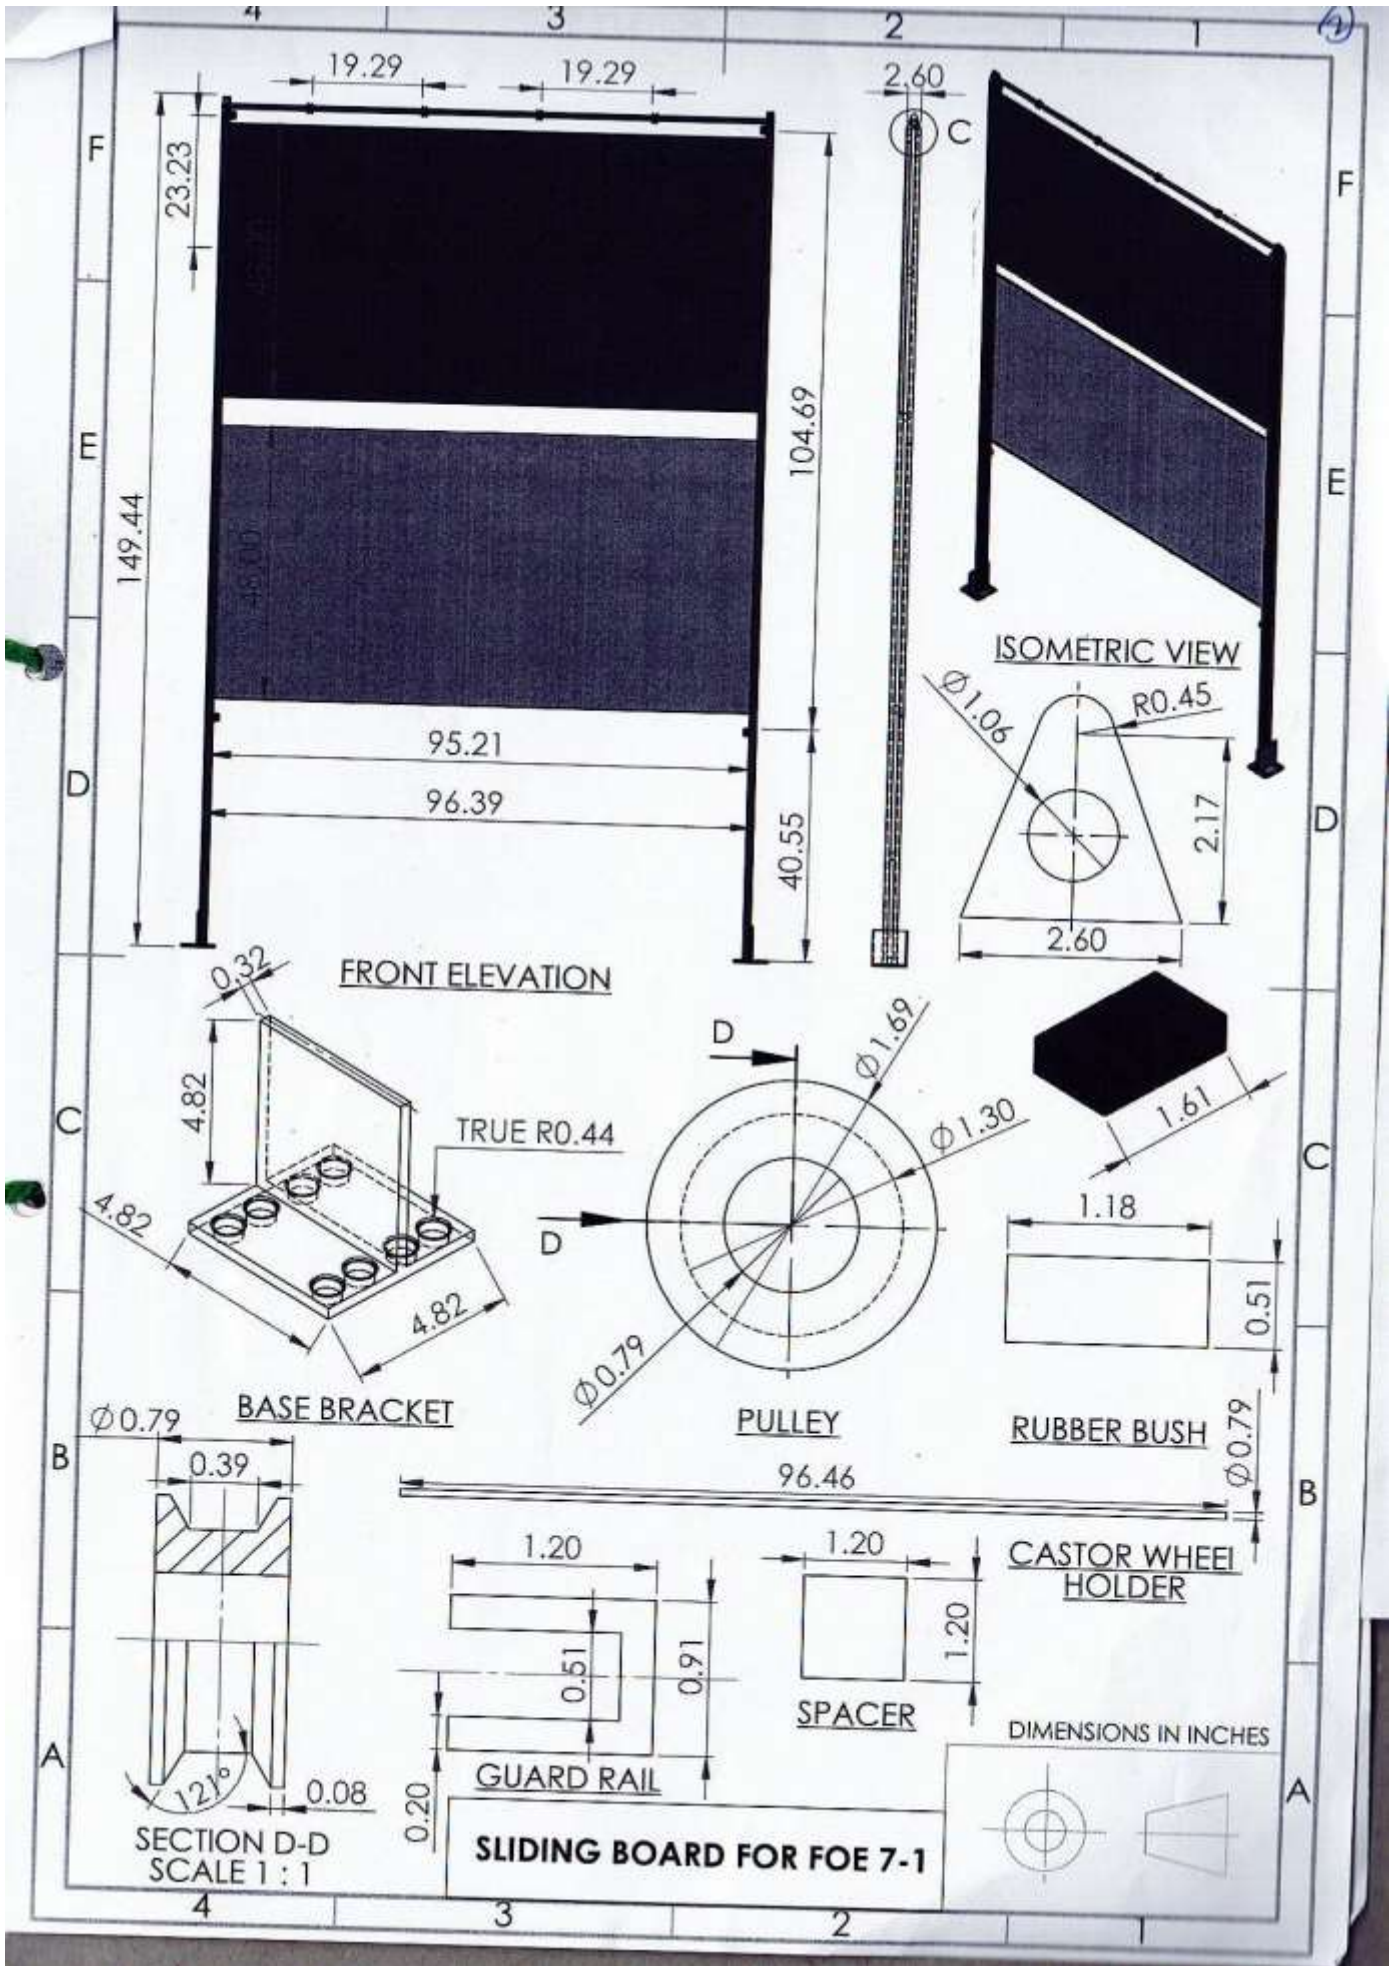 4
3
2
1
19.29
19.29
2.60
C
F
F
23.23
149.44
104.69
E
E
48.00
ISOMETRIC VIEW
Ø1.06
R0.45
2.17
2.60
D
D
95.21
96.39
40.55
FRONT ELEVATION
0.32
4.82
TRUE R0.44
4.82
4.82
BASE BRACKET
D
D
Ø1.69
Ø1.30
Ø0.79
PULLEY
1.61
1.18
0.51
RUBBER BUSH
C
C
Ø0.79
0.39
96.46
Ø0.79
CASTOR WHEEL
HOLDER
B
B
1.20
0.51
0.91
0.20
GUARD RAIL
1.20
1.20
SPACER
121°
0.08
SECTION D-D
SCALE 1 : 1
DIMENSIONS IN INCHES
A
A
SLIDING BOARD FOR FOE 7-1
4
3
2
1